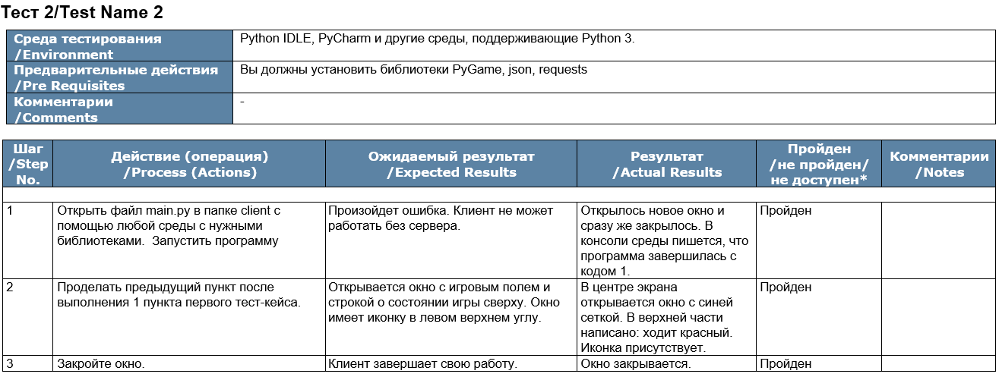 Тест 2/Test Name 2
Среда тестирования
/Environment
Python IDLE, PyCharm и другие среды, поддерживающие Python 3.
Предварительные действия
/Pre Requisites
Вы должны установить библиотеки PyGame, json, requests
Комментарии
/Comments
-
Шаг
/Step
No.
Действие (операция)
/Process (Actions)
Ожидаемый результат
/Expected Results
Результат
/Actual Results
Пройден
/не пройден/
не доступен*
Комментарии
/Notes
1
Открыть файл main.py в папке client с
помощью любой среды с нужными
библиотеками.  Запустить программу
Произойдет ошибка. Клиент не может
работать без сервера.
Открылось новое окно и
сразу же закрылось. В
консоли среды пишется, что
программа завершилась с
кодом 1.
Пройден
2
Проделать предыдущий пункт после
выполнения 1 пункта первого тест-кейса.
Открывается окно с игровым полем и
строкой о состоянии игры сверху. Окно
имеет иконку в левом верхнем углу.
В центре экрана
открывается окно с синей
сеткой. В верхней части
написано: ходит красный.
Иконка присутствует.
Пройден
3
Закройте окно.
Клиент завершает свою работу.
Окно закрывается.
Пройден